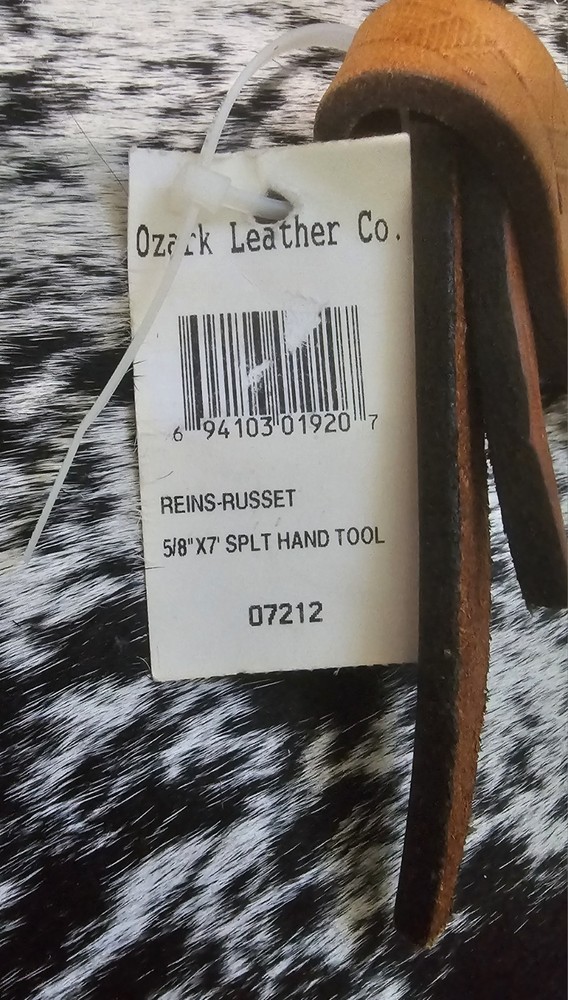 Ozark Leather Co.
6 94103 01920 7
REINS-RUSSET
5/8"X7' SPLT HAND TOOL
07212